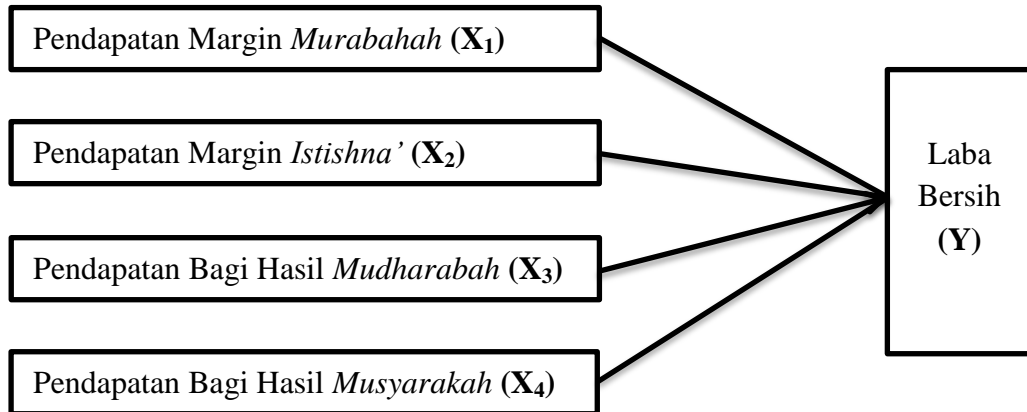 Pendapatan Margin Murabahah (X₁)
Pendapatan Margin Istishna’ (X₂)
Pendapatan Bagi Hasil Mudharabah (X₃)
Pendapatan Bagi Hasil Musyarakah (X₄)
Laba
Bersih
(Y)